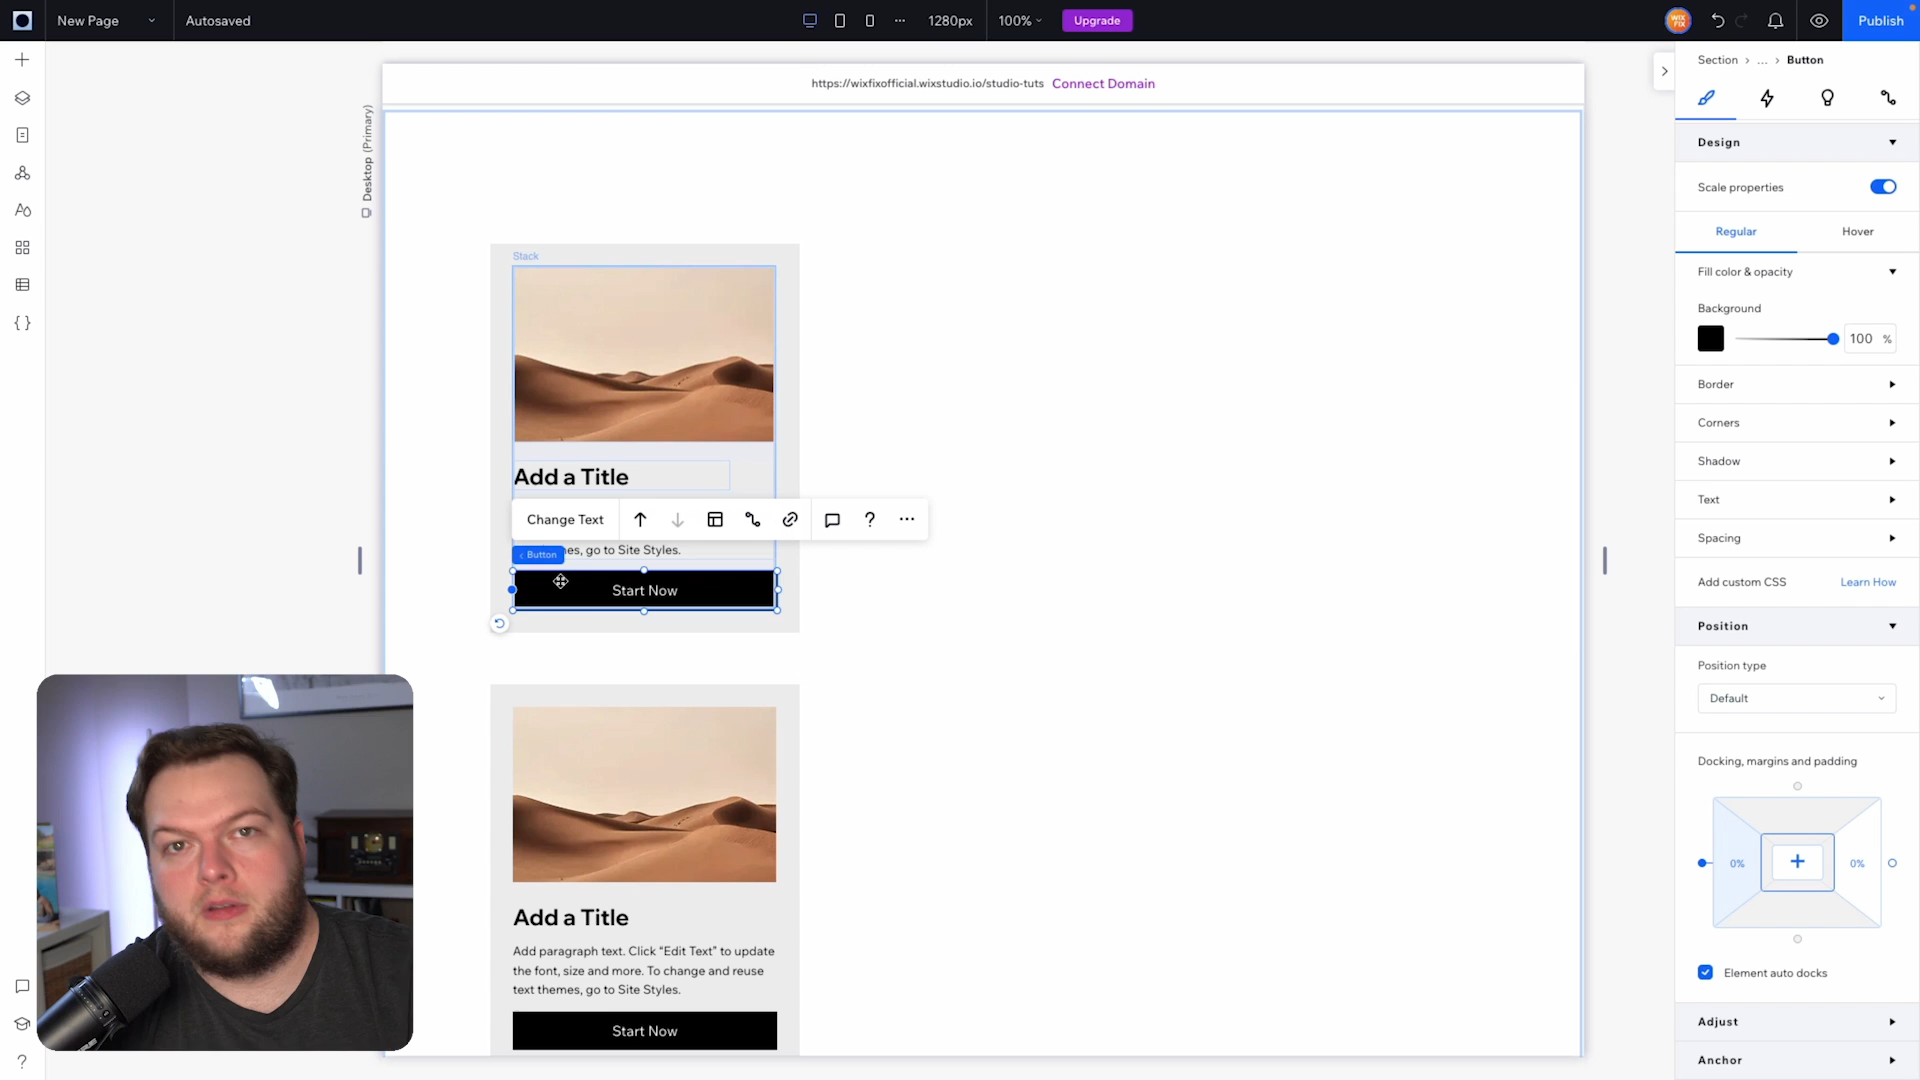 New Page
Autosaved
1280px
100%
Upgrade
WIX
FIX
Publish
https://wixfixofficial.wixstudio.io/studio-tuts Connect Domain
Desktop (Primary)
Stack
Add a Title
Change Text
?
...
nes, go to Site Styles.
< Button
Start Now
Add a Title
Add paragraph text. Click “Edit Text” to update
the font, size and more. To change and reuse
text themes, go to Site Styles.
Start Now
Section > ... > Button
Design
Scale properties
Regular
Hover
Fill color & opacity
Background
100 %
Border
Corners
Shadow
Text
Spacing
Add custom CSS
Learn How
Position
Position type
Default
Docking, margins and padding
0%
+
0%
Element auto docks
Adjust
Anchor